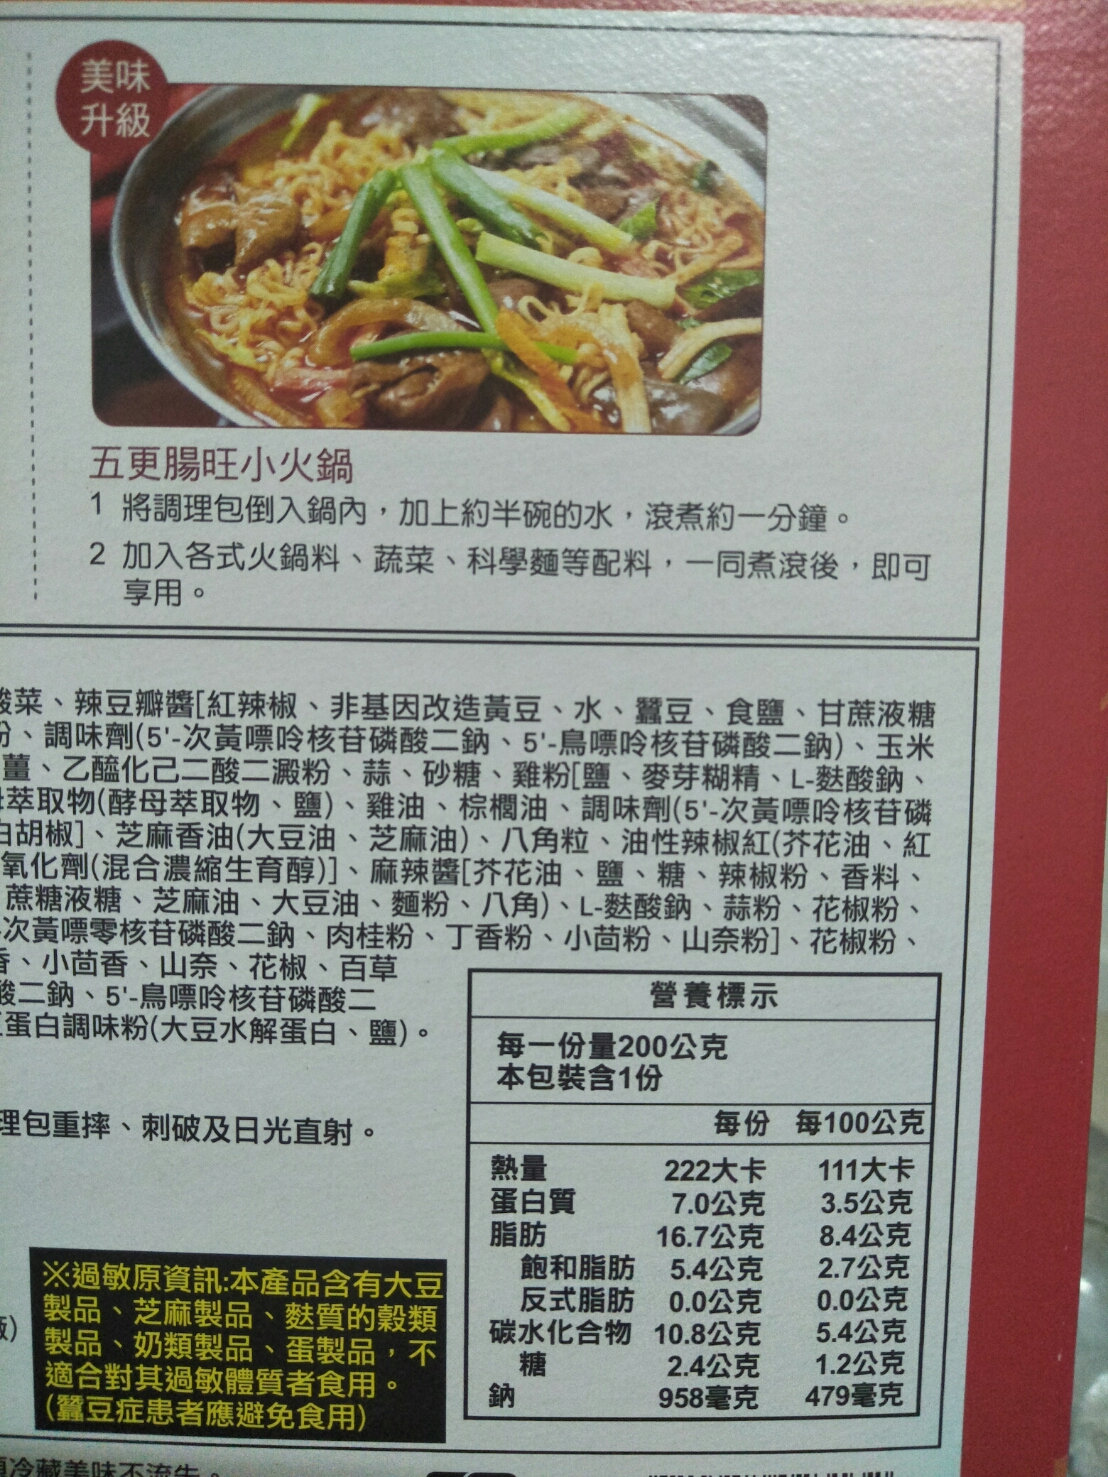 美味
升級
五更腸旺小火鍋
1 將調理包倒入鍋內，加上約半碗的水，滾煮約一分鐘。
2 加入各式火鍋料、蔬菜、科學麵等配料，一同煮滾後，即可
享用。
酸菜、辣豆瓣醬[紅辣椒、非基因改造黃豆、水、蠶豆、食鹽、甘蔗液糖
粉、調味劑(5'-次黃嘌呤核苷磷酸二鈉、5'-鳥嘌呤核苷磷酸二鈉)、玉米
薑、乙醯化己二酸二澱粉、蒜、砂糖、雞粉[鹽、麥芽糊精、L-麩酸鈉、
母萃取物(酵母萃取物、鹽)、雞油、棕櫚油、調味劑(5'-次黃嘌呤核苷磷
白胡椒]、芝麻香油(大豆油、芝麻油)、八角粒、油性辣椒紅(芥花油、紅
氧化劑(混合濃縮生育醇)]、麻辣醬[芥花油、鹽、糖、辣椒粉、香料、
蔗糖液糖、芝麻油、大豆油、麵粉、八角)、L-麩酸鈉、蒜粉、花椒粉、
次黃嘌零核苷磷酸二鈉、肉桂粉、丁香粉、小茴粉、山奈粉]、花椒粉、
香、小茴香、山奈、花椒、百草
酸二鈉、5'-鳥嘌呤核苷磷酸二
蛋白調味粉(大豆水解蛋白、鹽)。
理包重摔、刺破及日光直射。
營養標示
每一份量200公克
本包裝含1份
每份 每100公克
熱量 222大卡 111大卡
蛋白質 7.0公克 3.5公克
脂肪 16.7公克 8.4公克
飽和脂肪 5.4公克 2.7公克
反式脂肪 0.0公克 0.0公克
碳水化合物 10.8公克 5.4公克
糖 2.4公克 1.2公克
鈉 958毫克 479毫克
※過敏原資訊:本產品含有大豆
製品、芝麻製品、麩質的穀類
製品、奶類製品、蛋製品，不
適合對其過敏體質者食用。
(蠶豆症患者應避免食用)
冷藏美味不流失。